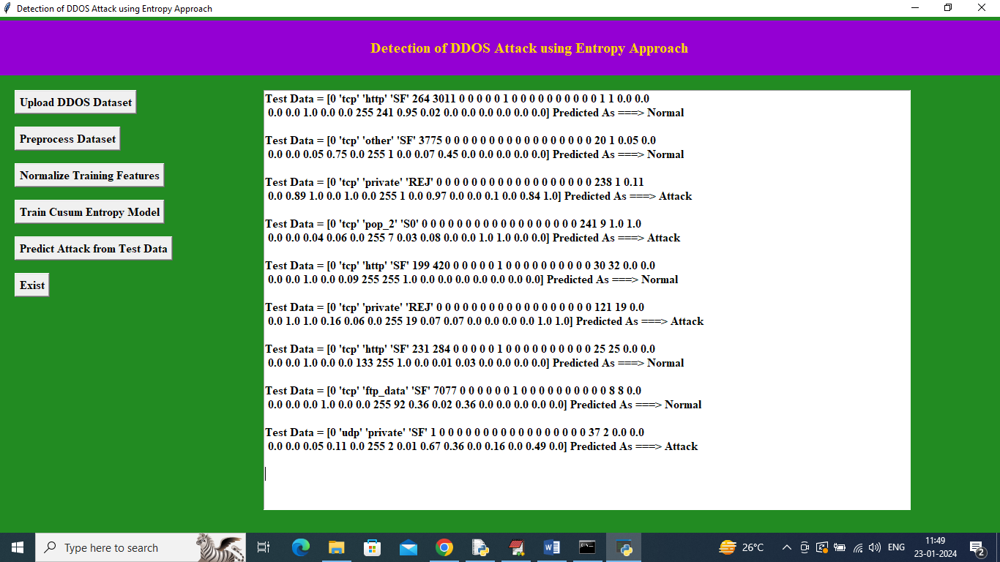 Detection of DDOS Attack using Entropy Approach
Detection of DDOS Attack using Entropy Approach
Upload DDOS Dataset
Preprocess Dataset
Normalize Training Features
Train Cusum Entropy Model
Predict Attack from Test Data
Exist
Test Data = [0 'tcp' 'http' 'SF' 264 3011 0 0 0 0 0 1 0 0 0 0 0 0 0 0 0 0 1 1 0.0 0.0
0.0 0.0 1.0 0.0 0.0 255 241 0.95 0.02 0.0 0.0 0.0 0.0 0.0 0.0] Predicted As ===> Normal
Test Data = [0 'tcp' 'other' 'SF' 3775 0 0 0 0 0 0 0 0 0 0 0 0 0 0 0 0 0 20 1 0.05 0.0
0.0 0.0 0.05 0.75 0.0 255 1 0.0 0.07 0.45 0.0 0.0 0.0 0.0 0.0] Predicted As ===> Normal
Test Data = [0 'tcp' 'private' 'REJ' 0 0 0 0 0 0 0 0 0 0 0 0 0 0 0 0 0 0 238 1 0.11
0.0 0.89 1.0 0.0 1.0 0.0 255 1 0.0 0.97 0.0 0.0 0.1 0.0 0.84 1.0] Predicted As ===> Attack
Test Data = [0 'tcp' 'pop_2' 'S0' 0 0 0 0 0 0 0 0 0 0 0 0 0 0 0 0 0 0 241 9 1.0 1.0
0.0 0.0 0.04 0.06 0.0 255 7 0.03 0.08 0.0 0.0 1.0 1.0 0.0 0.0] Predicted As ===> Attack
Test Data = [0 'tcp' 'http' 'SF' 199 420 0 0 0 0 0 1 0 0 0 0 0 0 0 0 0 0 30 32 0.0 0.0
0.0 0.0 1.0 0.0 0.09 255 255 1.0 0.0 0.0 0.0 0.0 0.0 0.0 0.0] Predicted As ===> Normal
Test Data = [0 'tcp' 'private' 'REJ' 0 0 0 0 0 0 0 0 0 0 0 0 0 0 0 0 0 0 121 19 0.0
0.0 1.0 1.0 0.16 0.06 0.0 255 19 0.07 0.07 0.0 0.0 0.0 0.0 1.0 1.0] Predicted As ===> Attack
Test Data = [0 'tcp' 'http' 'SF' 231 284 0 0 0 0 0 1 0 0 0 0 0 0 0 0 0 0 25 25 0.0 0.0
0.0 0.0 1.0 0.0 0.0 133 255 1.0 0.0 0.01 0.03 0.0 0.0 0.0 0.0] Predicted As ===> Normal
Test Data = [0 'tcp' 'ftp_data' 'SF' 7077 0 0 0 0 0 0 1 0 0 0 0 0 0 0 0 0 0 8 8 0.0
0.0 0.0 0.0 1.0 0.0 0.0 255 92 0.36 0.02 0.36 0.0 0.0 0.0 0.0 0.0] Predicted As ===> Normal
Test Data = [0 'udp' 'private' 'SF' 1 0 0 0 0 0 0 0 0 0 0 0 0 0 0 0 0 0 37 2 0.0 0.0
0.0 0.0 0.05 0.11 0.0 255 2 0.01 0.67 0.36 0.0 0.16 0.0 0.49 0.0] Predicted As ===> Attack
Type here to search
26°C
ENG
11:49
23-01-2024
2